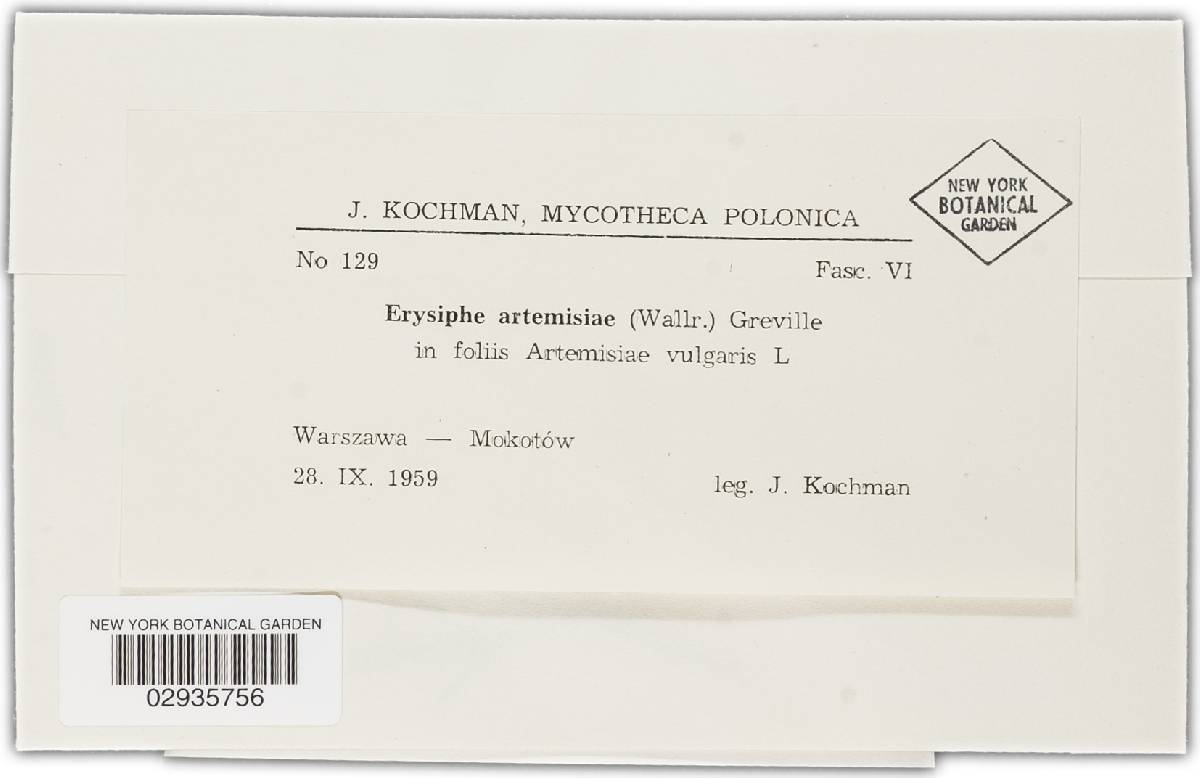 J. KOCHMAN, MYCOTHECA POLONICA
NEW YORK
BOTANICAL
GARDEN
No 129 Fasc. VI
Erysiphe artemisiae (Wallr.) Greville
in foliis Artemisiae vulgaris L
Warszawa — Mokotów
28. IX. 1959 leg. J. Kochman
NEW YORK BOTANICAL GARDEN
02935756